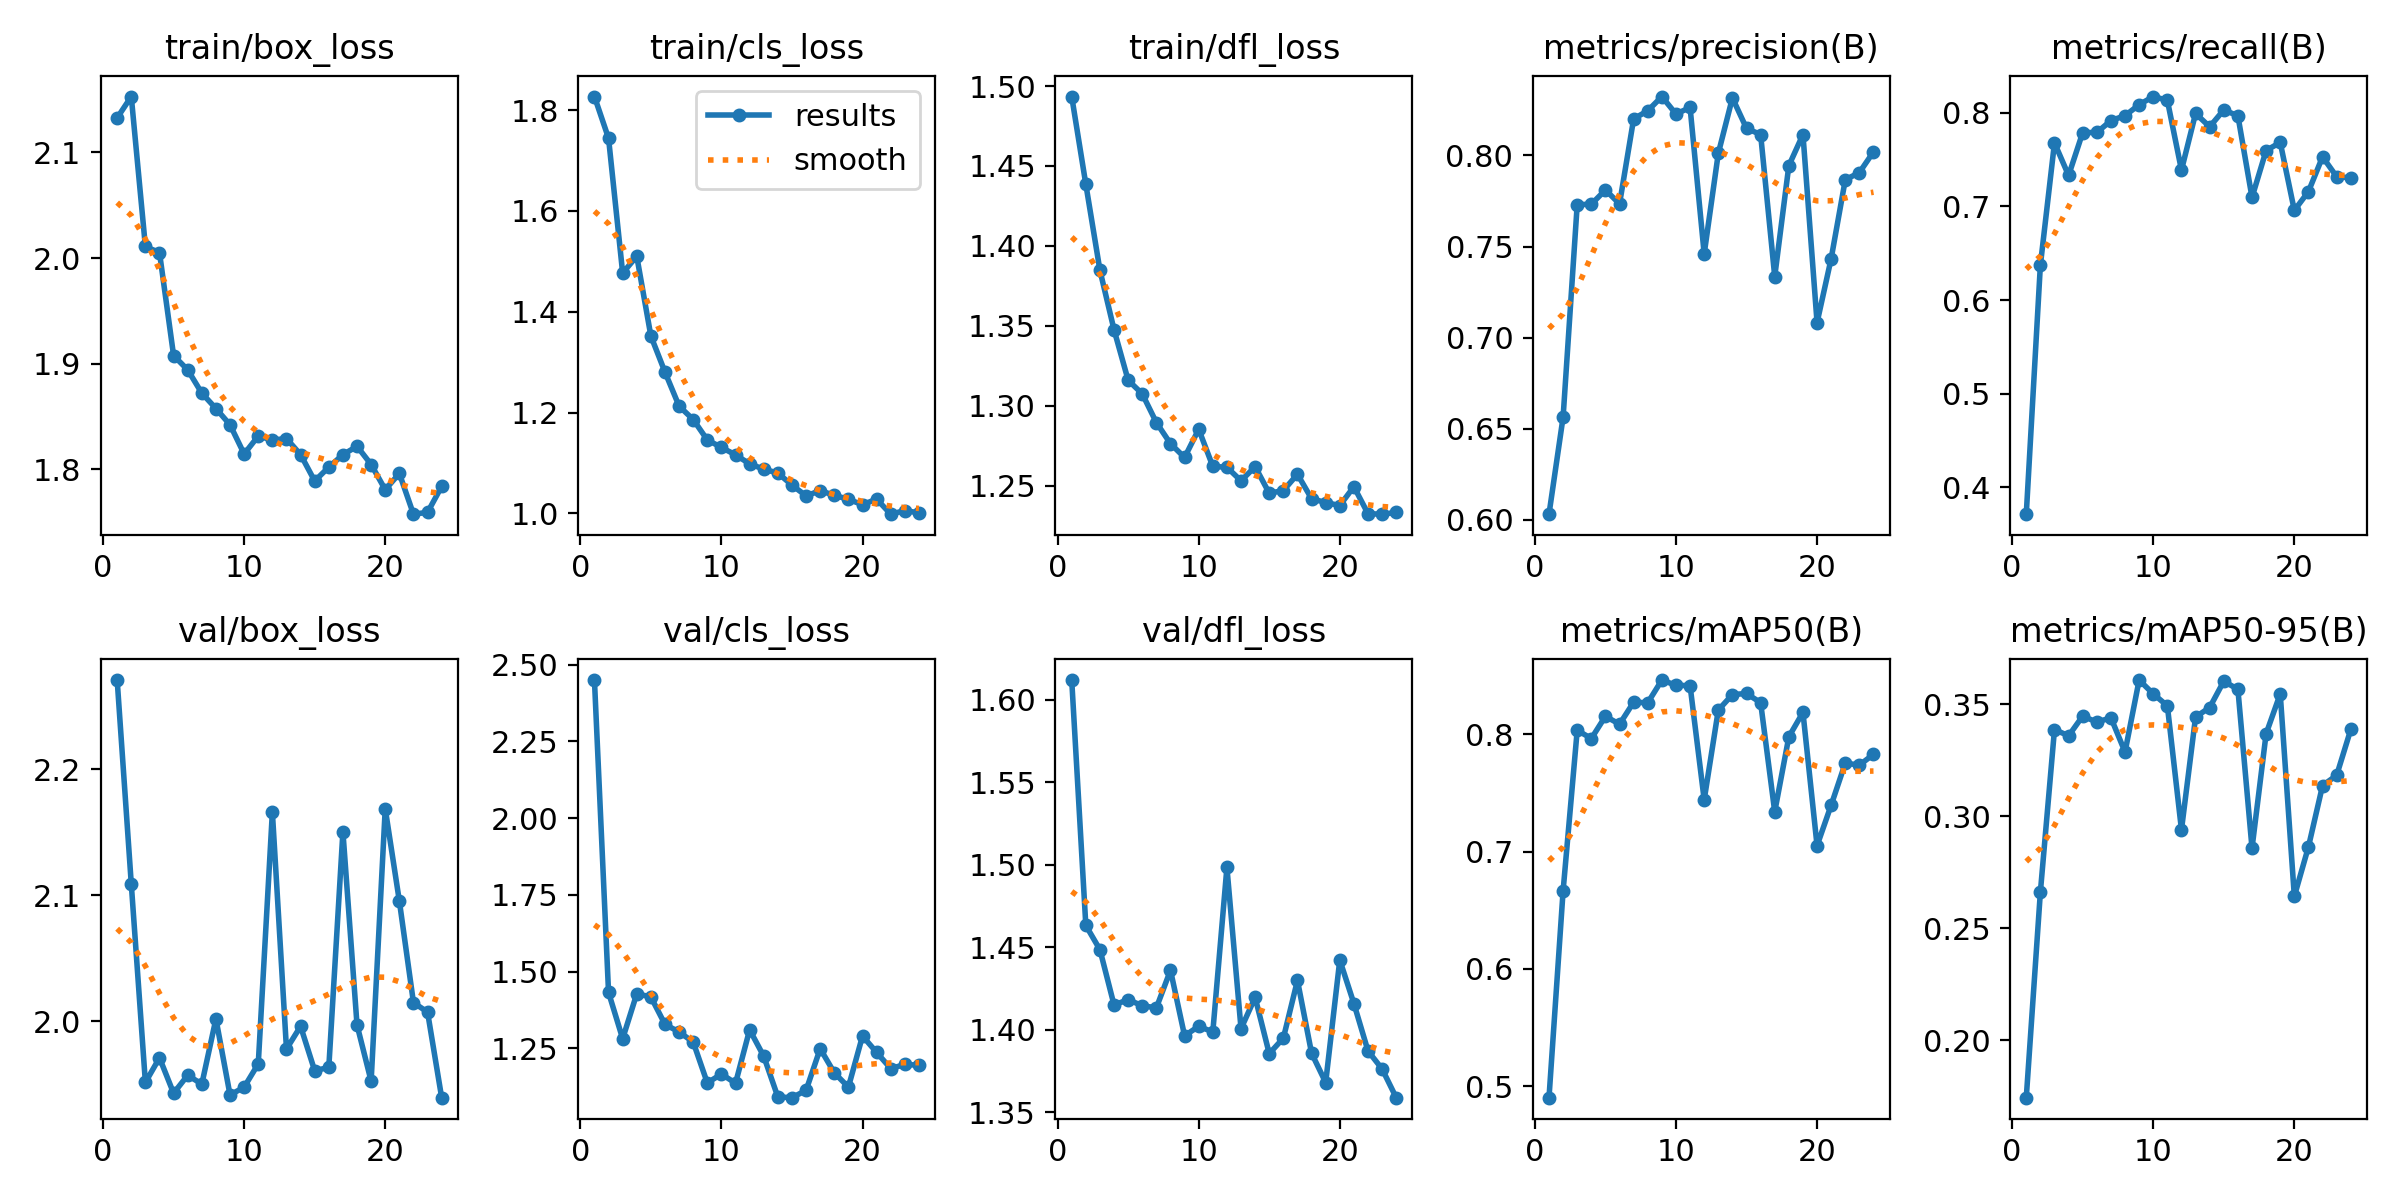 train/box_loss
2.1
2.0
1.9
1.8
0 10 20
train/cls_loss
results
smooth
1.8
1.6
1.4
1.2
1.0
0 10 20
train/dfl_loss
1.50
1.45
1.40
1.35
1.30
1.25
0 10 20
metrics/precision(B)
0.80
0.75
0.70
0.65
0.60
0 10 20
metrics/recall(B)
0.8
0.7
0.6
0.5
0.4
0 10 20
val/box_loss
2.2
2.1
2.0
0 10 20
val/cls_loss
2.50
2.25
2.00
1.75
1.50
1.25
0 10 20
val/dfl_loss
1.60
1.55
1.50
1.45
1.40
1.35
0 10 20
metrics/mAP50(B)
0.8
0.7
0.6
0.5
0 10 20
metrics/mAP50-95(B)
0.35
0.30
0.25
0.20
0 10 20